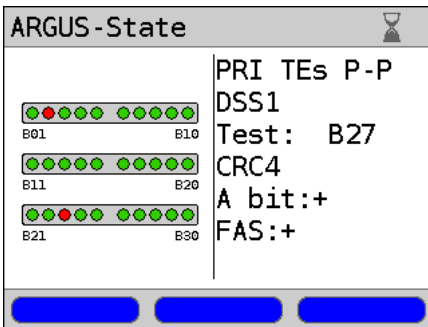 ARGUS-State
PRI TEs P-P
DSS1
Test: B27
CRC4
A bit:+
FAS:+
B01 B10
B11 B20
B21 B30